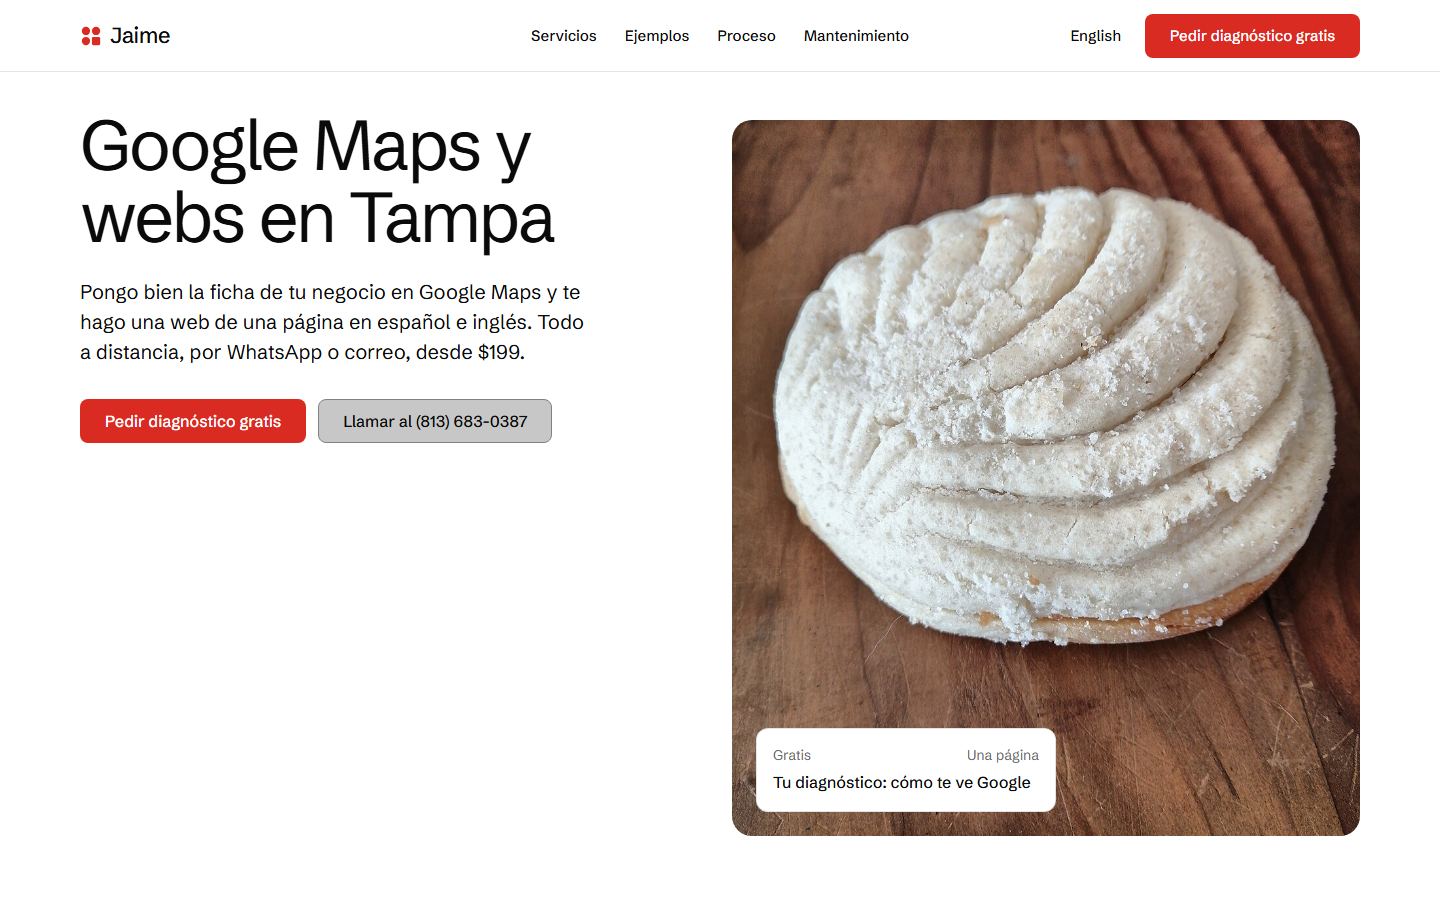 Jaime
Servicios
Ejemplos
Proceso
Mantenimiento
English
Pedir diagnóstico gratis
Google Maps y
webs en Tampa
Pongo bien la ficha de tu negocio en Google Maps y te
hago una web de una página en español e inglés. Todo
a distancia, por WhatsApp o correo, desde $199.
Pedir diagnóstico gratis
Llamar al (813) 683-0387
Gratis
Una página
Tu diagnóstico: cómo te ve Google